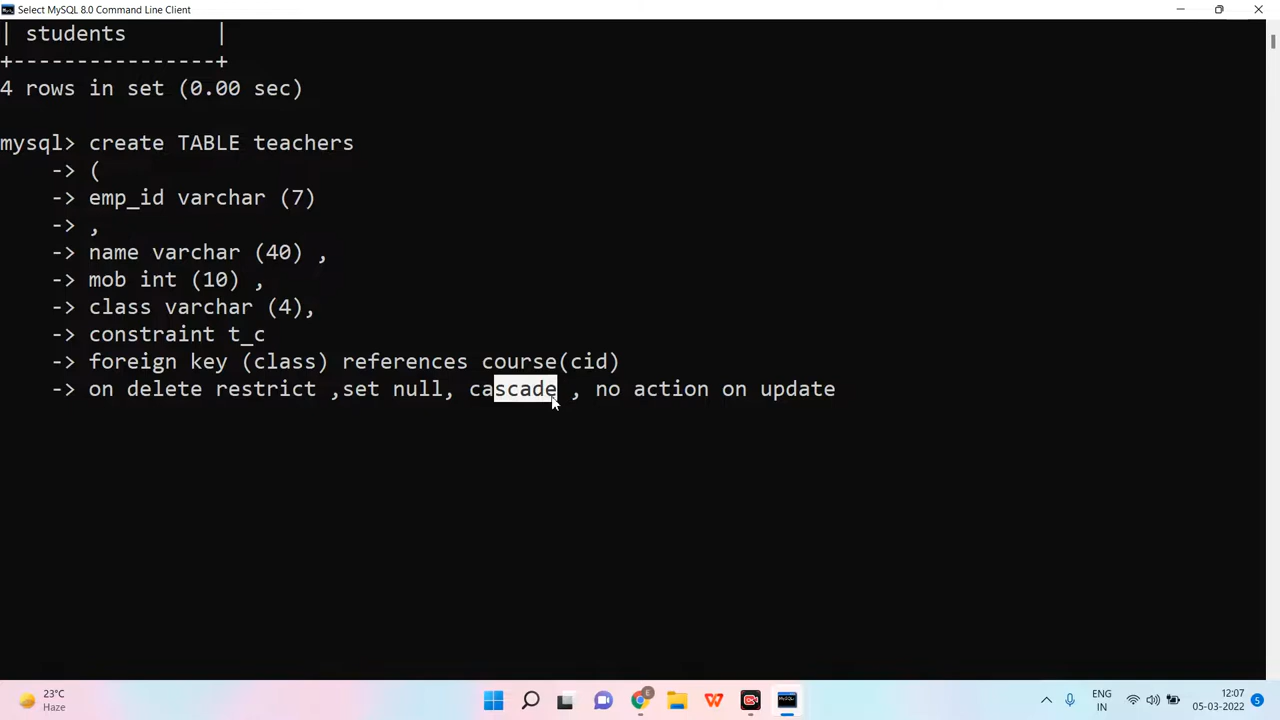 Select MySQL 8.0 Command Line Client
| students       |
+----------------+
4 rows in set (0.00 sec)
mysql> create TABLE teachers
    -> (
    -> emp_id varchar (7)
    -> ,
    -> name varchar (40) ,
    -> mob int (10) ,
    -> class varchar (4),
    -> constraint t_c
    -> foreign key (class) references course(cid)
    -> on delete restrict ,set null, cascade , no action on update
23°C
Haze
ENG
IN
12:07
05-03-2022
5